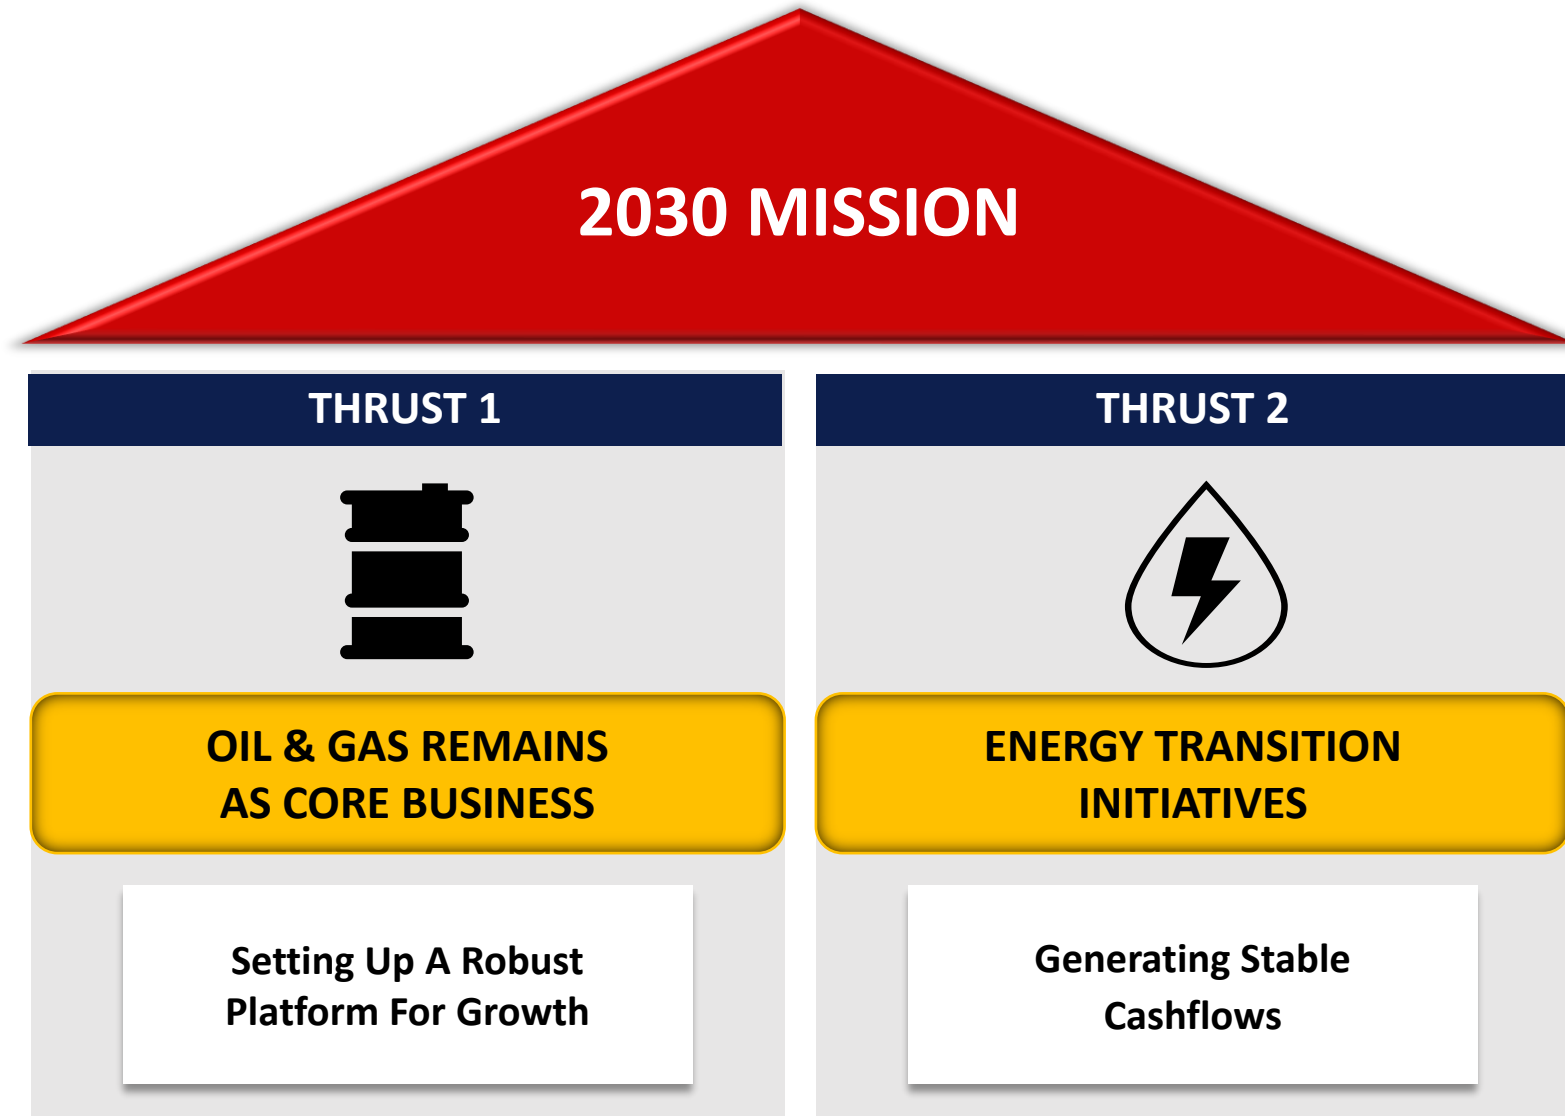 2030 MISSION
THRUST 1
OIL & GAS REMAINS
AS CORE BUSINESS
Setting Up A Robust
Platform For Growth
THRUST 2
ENERGY TRANSITION
INITIATIVES
Generating Stable
Cashflows